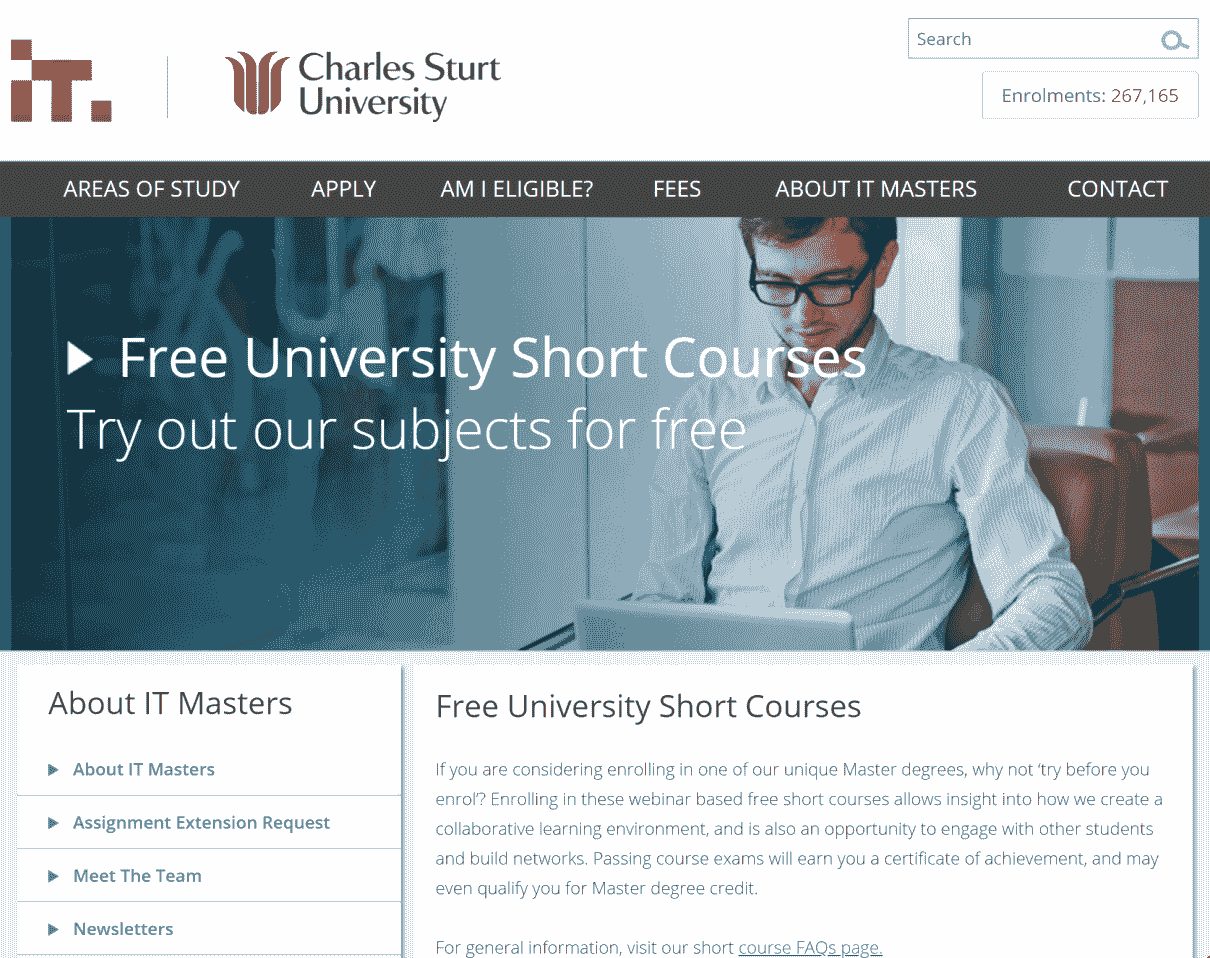 iT.
Charles Sturt
University
Search
Enrolments: 267,165
AREAS OF STUDY APPLY AM I ELIGIBLE? FEES ABOUT IT MASTERS CONTACT
Free University Short Courses
Try out our subjects for free
About IT Masters
About IT Masters
Assignment Extension Request
Meet The Team
Newsletters
Free University Short Courses
If you are considering enrolling in one of our unique Master degrees, why not ‘try before you
enrol’? Enrolling in these webinar based free short courses allows insight into how we create a
collaborative learning environment, and is also an opportunity to engage with other students
and build networks. Passing course exams will earn you a certificate of achievement, and may
even qualify you for Master degree credit.
For general information, visit our short course FAQs page.